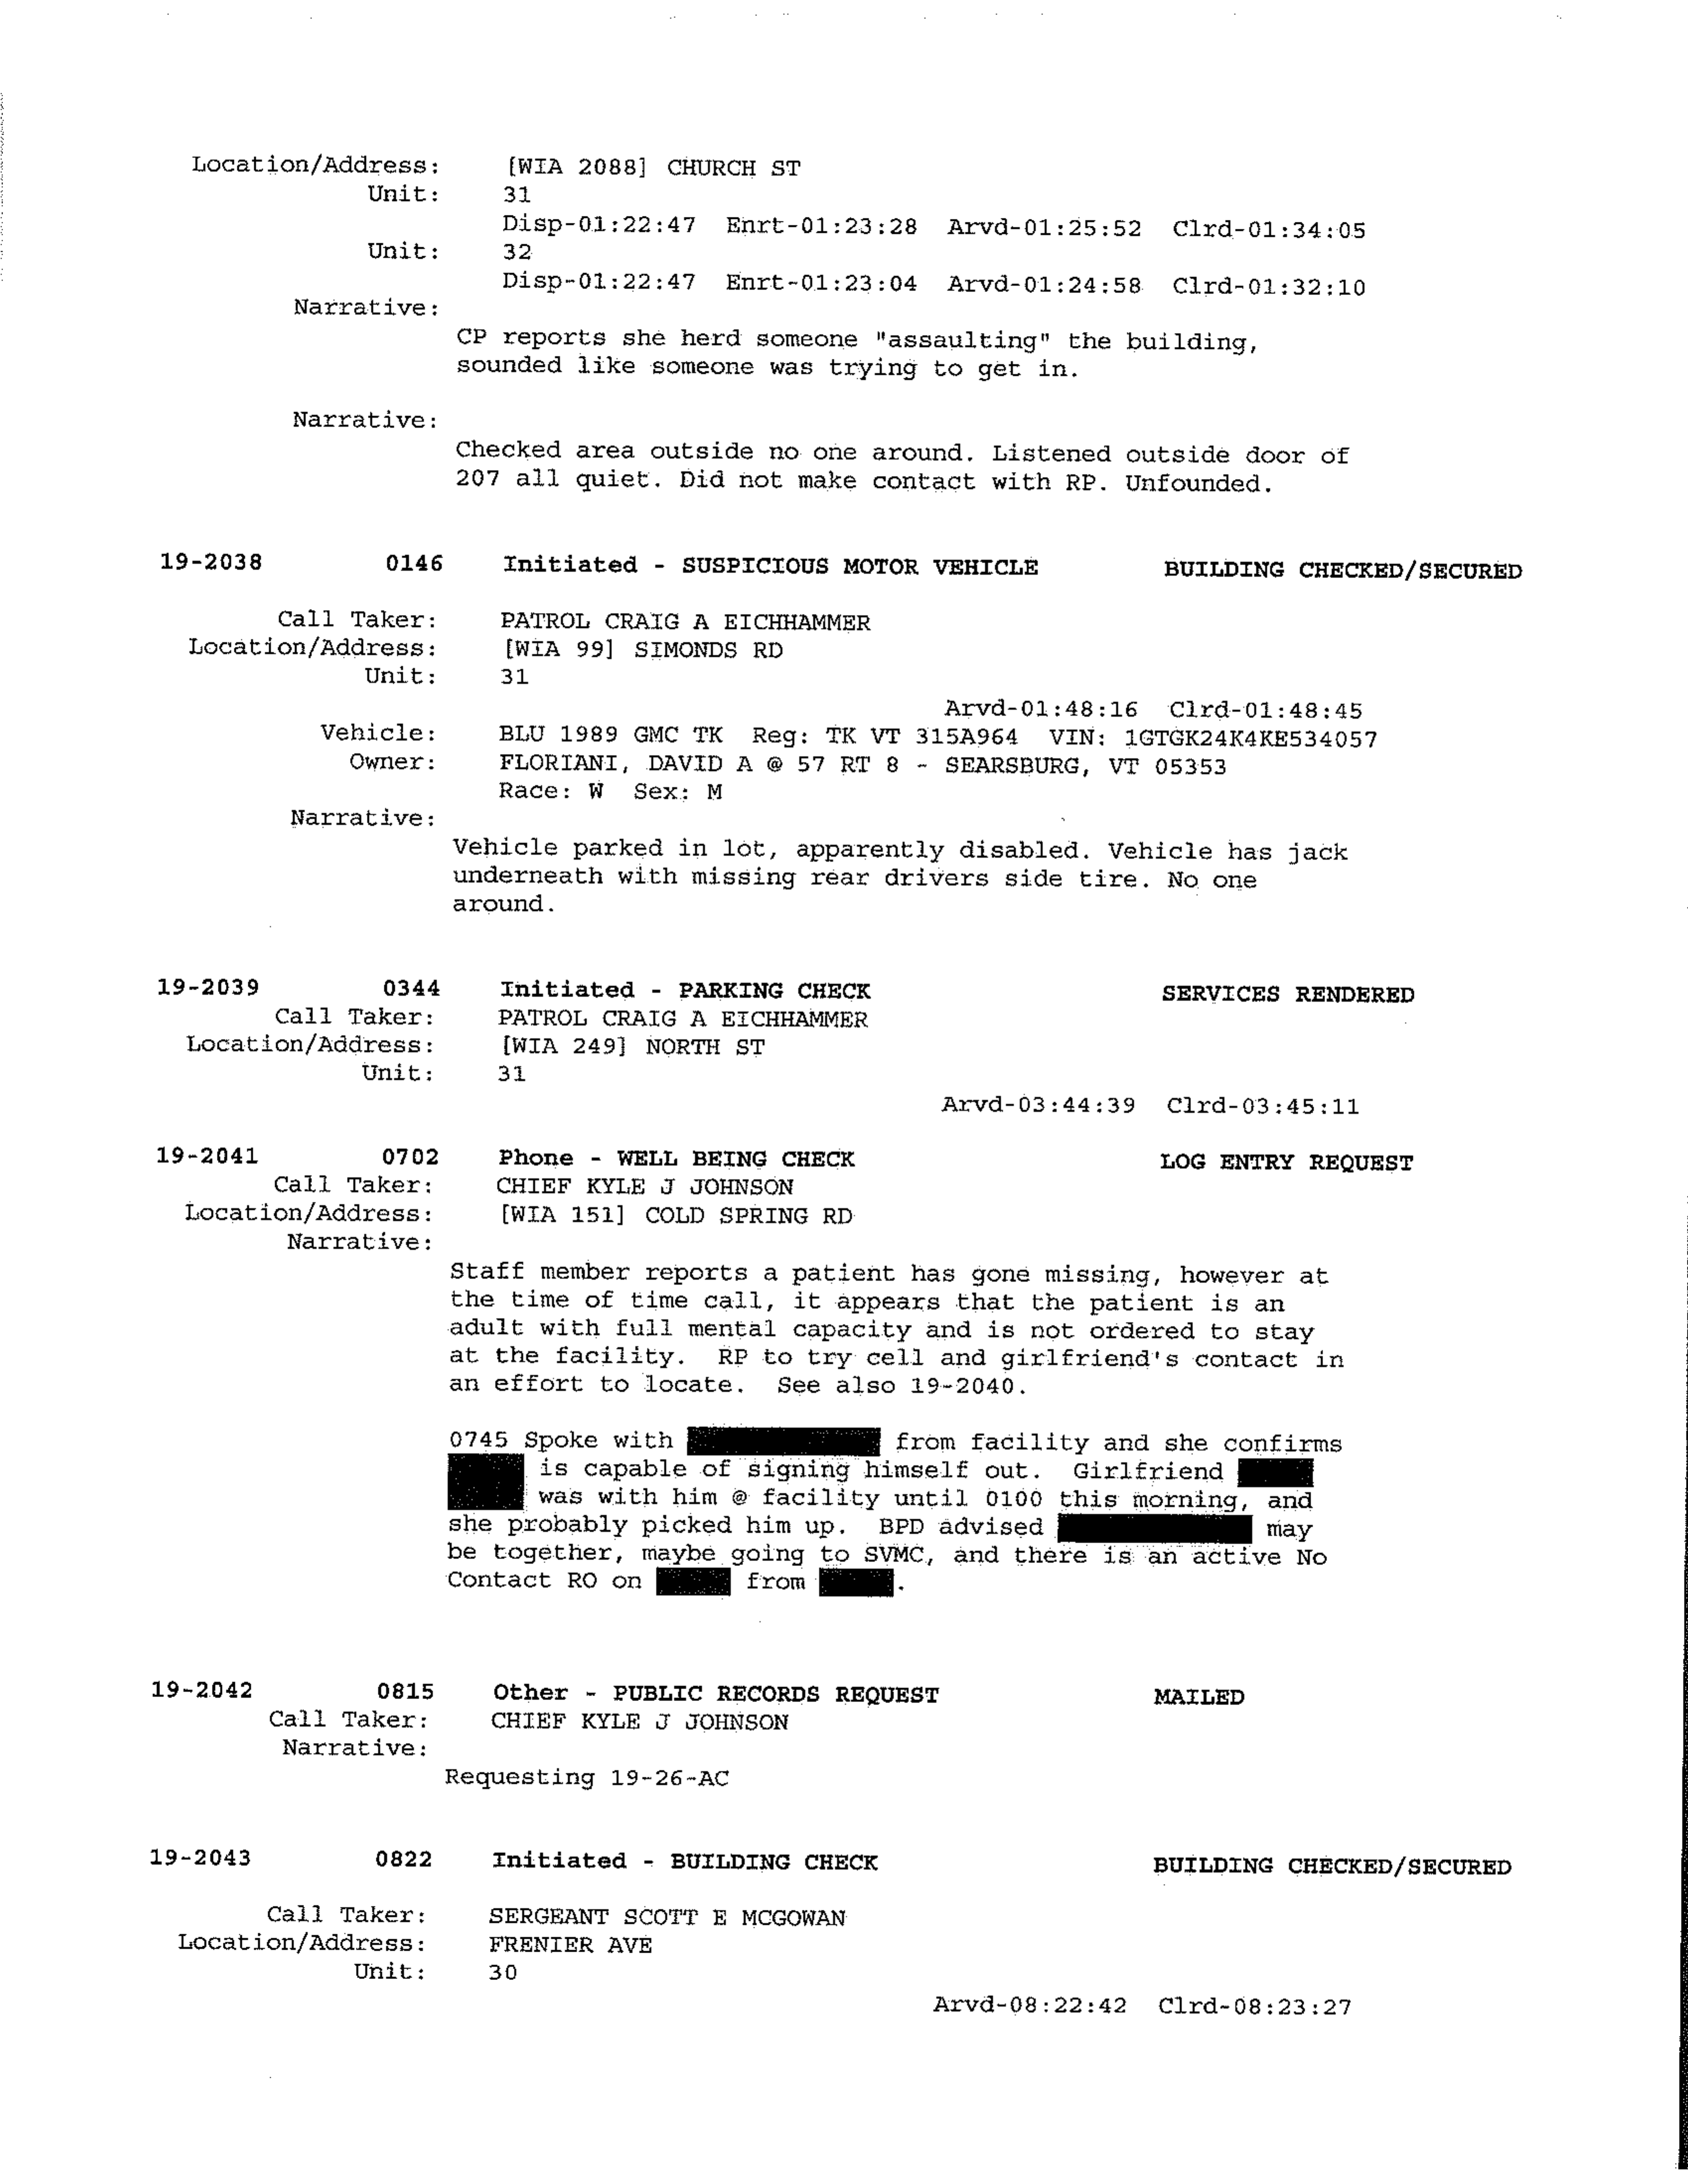 Location/Address: [WIA 2088] CHURCH ST
Unit: 31
Disp-01:22:47 Enrt-01:23:28 Arvd-01:25:52 Clrd-01:34:05
Unit: 32
Disp-01:22:47 Enrt-01:23:04 Arvd-01:24:58 Clrd-01:32:10
Narrative:
CP reports she herd someone "assaulting" the building,
sounded like someone was trying to get in.
Narrative:
Checked area outside no one around. Listened outside door of
207 all quiet. Did not make contact with RP. Unfounded.
19-2038 0146 Initiated - SUSPICIOUS MOTOR VEHICLE BUILDING CHECKED/SECURED
Call Taker: PATROL CRAIG A EICHHAMMER
Location/Address: [WIA 99] SIMONDS RD
Unit: 31
Arvd-01:48:16 Clrd-01:48:45
Vehicle: BLU 1989 GMC TK Reg: TK VT 315A964 VIN: 1GTGK24K4KE534057
Owner: FLORIANI, DAVID A @ 57 RT 8 - SEARSBURG, VT 05353
Race: W Sex: M
Narrative:
Vehicle parked in lot, apparently disabled. Vehicle has jack
underneath with missing rear drivers side tire. No one
around.
19-2039 0344 Initiated - PARKING CHECK SERVICES RENDERED
Call Taker: PATROL CRAIG A EICHHAMMER
Location/Address: [WIA 249] NORTH ST
Unit: 31
Arvd-03:44:39 Clrd-03:45:11
19-2041 0702 Phone - WELL BEING CHECK LOG ENTRY REQUEST
Call Taker: CHIEF KYLE J JOHNSON
Location/Address: [WIA 151] COLD SPRING RD
Narrative:
Staff member reports a patient has gone missing, however at
the time of time call, it appears that the patient is an
adult with full mental capacity and is not ordered to stay
at the facility. RP to try cell and girlfriend's contact in
an effort to locate. See also 19-2040.
0745 Spoke with from facility and she confirms
is capable of signing himself out. Girlfriend
was with him @ facility until 0100 this morning, and
she probably picked him up. BPD advised may
be together, maybe going to SVMC, and there is an active No
Contact RO on from .
19-2042 0815 Other - PUBLIC RECORDS REQUEST MAILED
Call Taker: CHIEF KYLE J JOHNSON
Narrative:
Requesting 19-26-AC
19-2043 0822 Initiated - BUILDING CHECK BUILDING CHECKED/SECURED
Call Taker: SERGEANT SCOTT E MCGOWAN
Location/Address: FRENIER AVE
Unit: 30
Arvd-08:22:42 Clrd-08:23:27